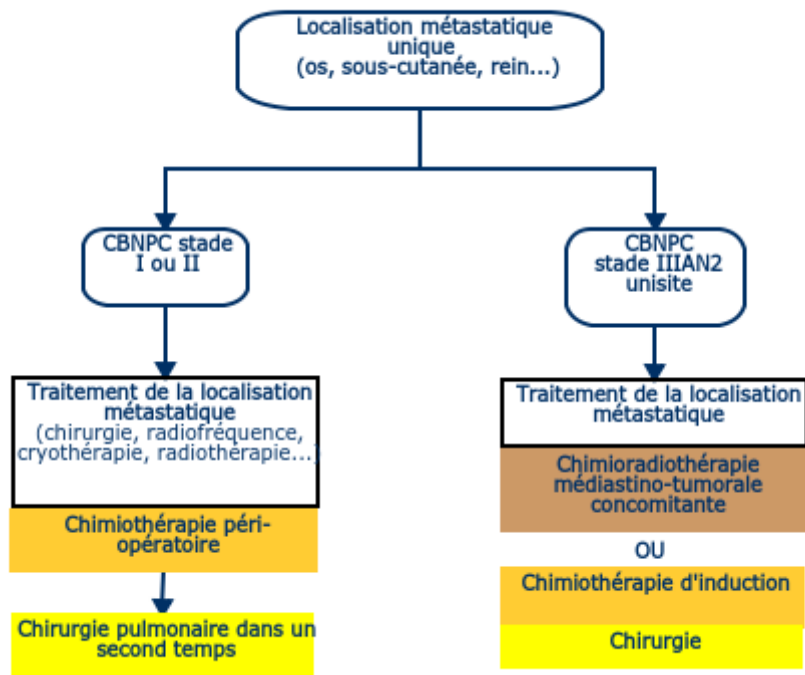 Localisation métastatique
unique
(os, sous-cutanée, rein...)
CBNPC stade
I ou II
CBNPC
stade IIIAN2
unisite
Traitement de la localisation
métastatique
(chirurgie, radiofréquence,
cryothérapie, radiothérapie...)
Chimiothérapie péri-
opératoire
Chirurgie pulmonaire dans un
second temps
Traitement de la localisation
métastatique
Chimioradiothérapie
médiastino-tumorale
concomitante
OU
Chimiothérapie d'induction
Chirurgie